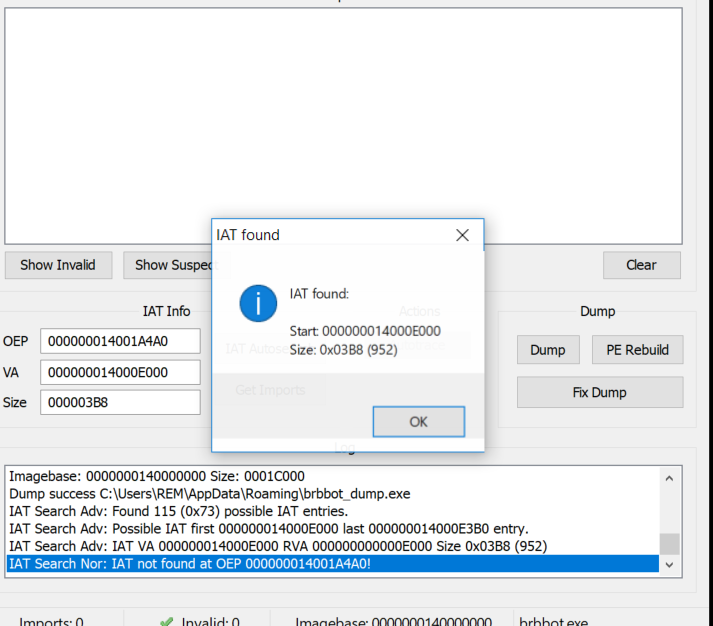 Show Invalid
Show Suspec
Clear
IAT Info
Actions
Dump
OEP
000000014001A4A0
IAT Autose
Dump
PE Rebuild
VA
000000014000E000
Get Imports
Fix Dump
Size
000003B8
IAT found
IAT found:
Start: 000000014000E000
Size: 0x03B8 (952)
OK
Log
Imagebase: 0000000140000000 Size: 0001C000
Dump success C:\Users\REM\AppData\Roaming\brbbot_dump.exe
IAT Search Adv: Found 115 (0x73) possible IAT entries.
IAT Search Adv: Possible IAT first 000000014000E000 last 000000014000E3B0 entry.
IAT Search Adv: IAT VA 000000014000E000 RVA 000000000000E000 Size 0x03B8 (952)
IAT Search Nor: IAT not found at OEP 000000014001A4A0!
Imports: 0
Invalid: 0
Imagebase: 0000000140000000
brbbot.exe